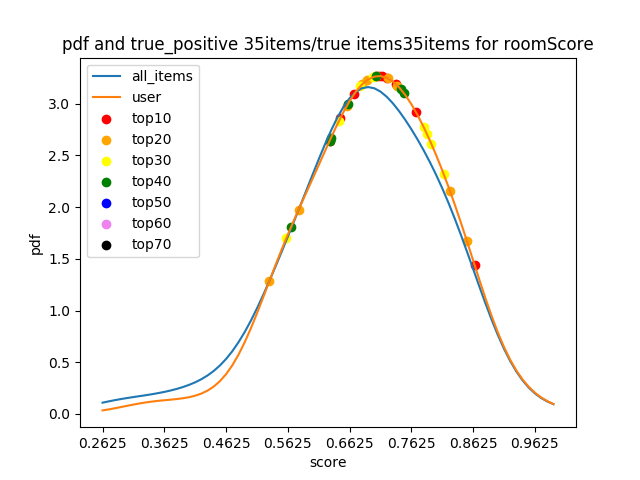 pdf and true_positive 35items/true items35items for roomScore
all_items
user
top10
top20
top30
top40
top50
top60
top70
3.0
2.5
2.0
1.5
1.0
0.5
0.0
pdf
0.2625 0.3625 0.4625 0.5625 0.6625 0.7625 0.8625 0.9625
score